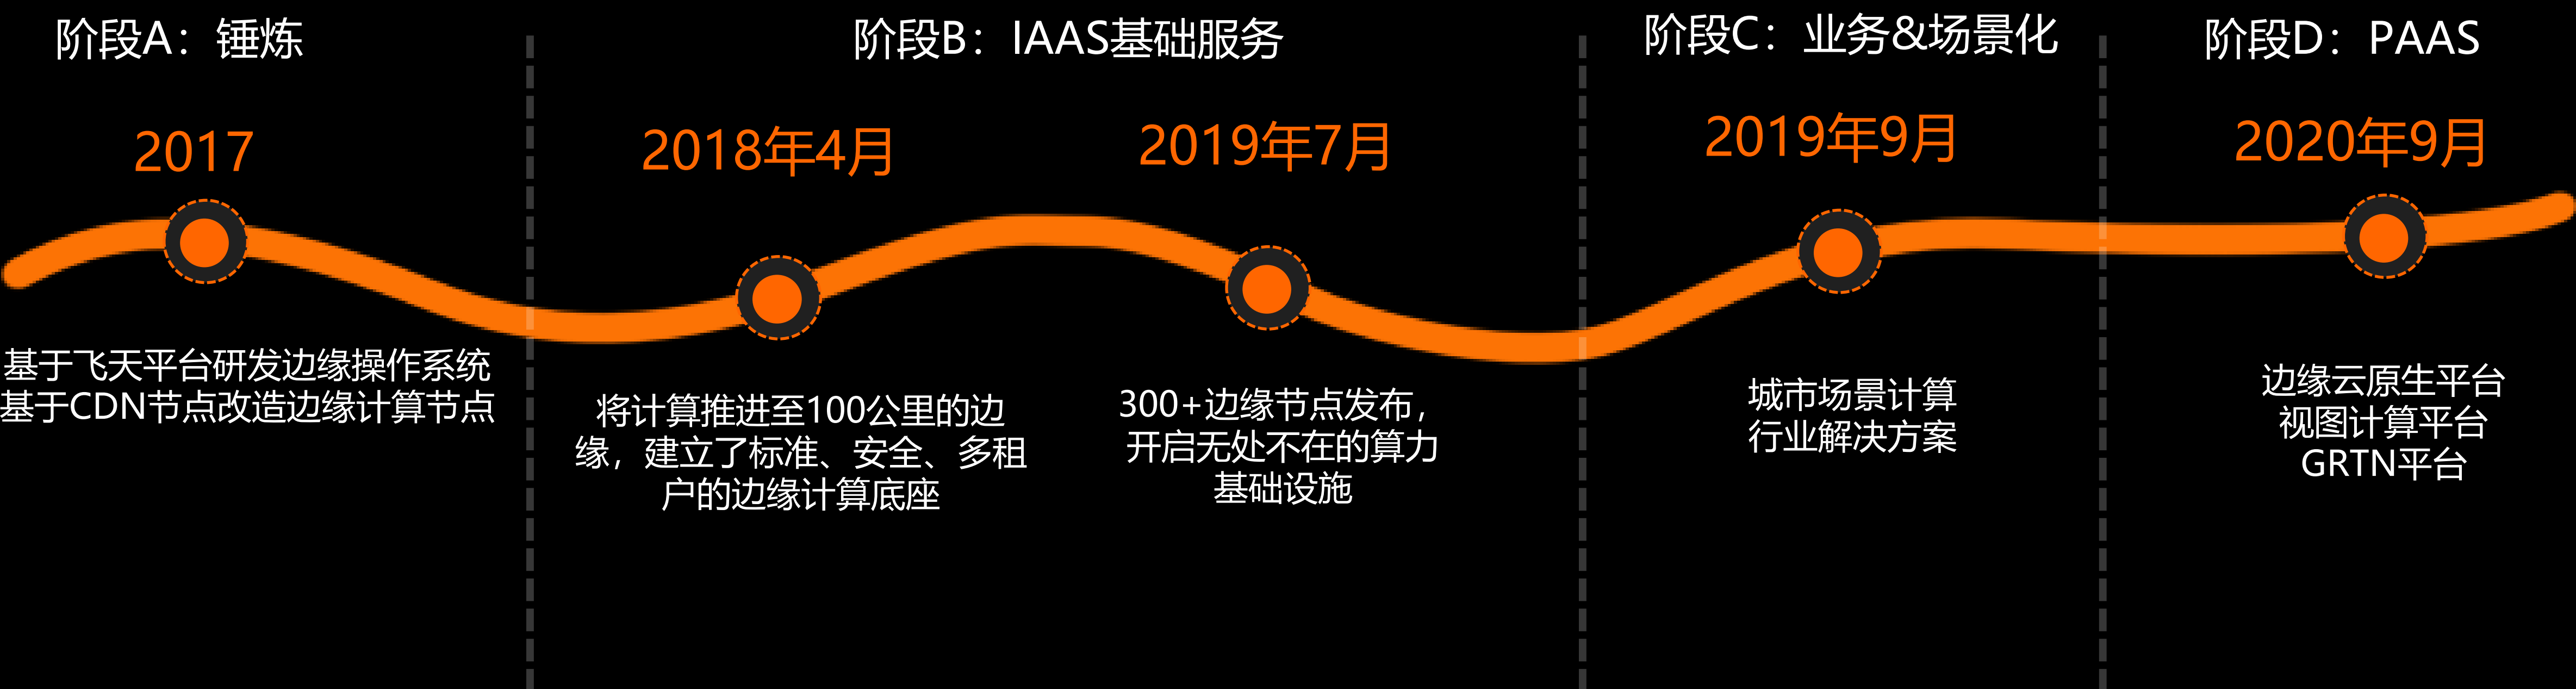 阶段A：锤炼
阶段B：IAAS基础服务
阶段C：业务&场景化
阶段D：PAAS
2017
2018年4月
2019年7月
2019年9月
2020年9月
基于飞天平台研发边缘操作系统
基于CDN节点改造边缘计算节点
将计算推进至100公里的边
缘，建立了标准、安全、多租
户的边缘计算底座
300+边缘节点发布，
开启无处不在的算力
基础设施
城市场景计算
行业解决方案
边缘云原生平台
视图计算平台
GRTN平台